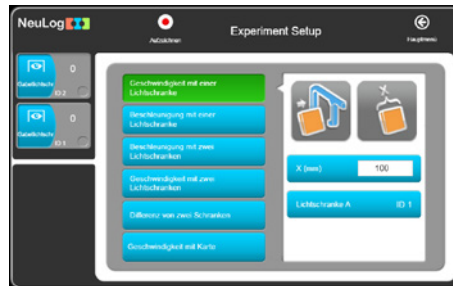 NeuLog
Aufzeichnen
Experiment Setup
Hauptmenü
0
Gabellichtschr
ID 2
0
Gabellichtschr
ID 1
Geschwindigkeit mit einer
Lichtschranke
Beschleunigung mit einer
Lichtschranke
Beschleunigung mit zwei
Lichtschranken
Geschwindigkeit mit zwei
Lichtschranken
Differenz von zwei Schranken
Geschwindigkeit mit Karte
X
X (mm)
100
Lichtschranke A
ID 1